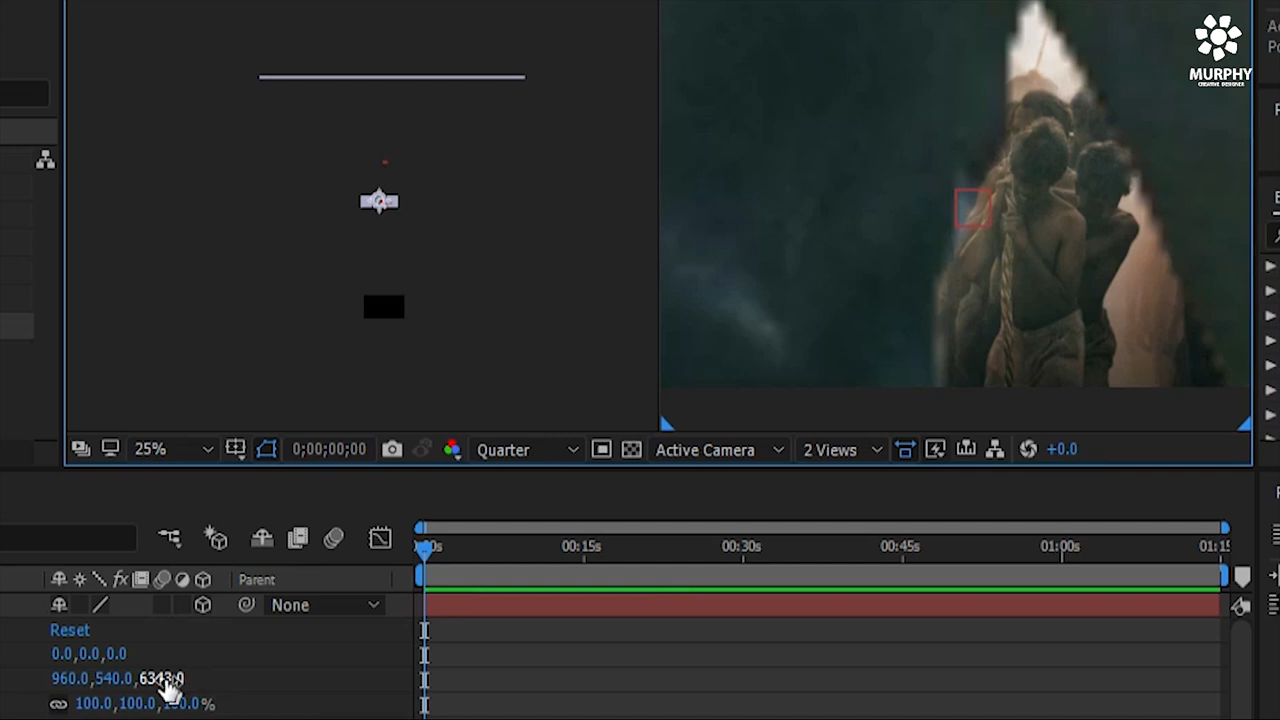 MURPHY
CREATIVE DESIGNER
25%
0;00;00;00
Quarter
Active Camera
2 Views
+0.0
00:15s
00:30s
00:45s
01:00s
01:15
fx
Parent
None
Reset
0.0,0.0,0.0
960.0,540.0,6343.0
100.0,100.0,100.0%